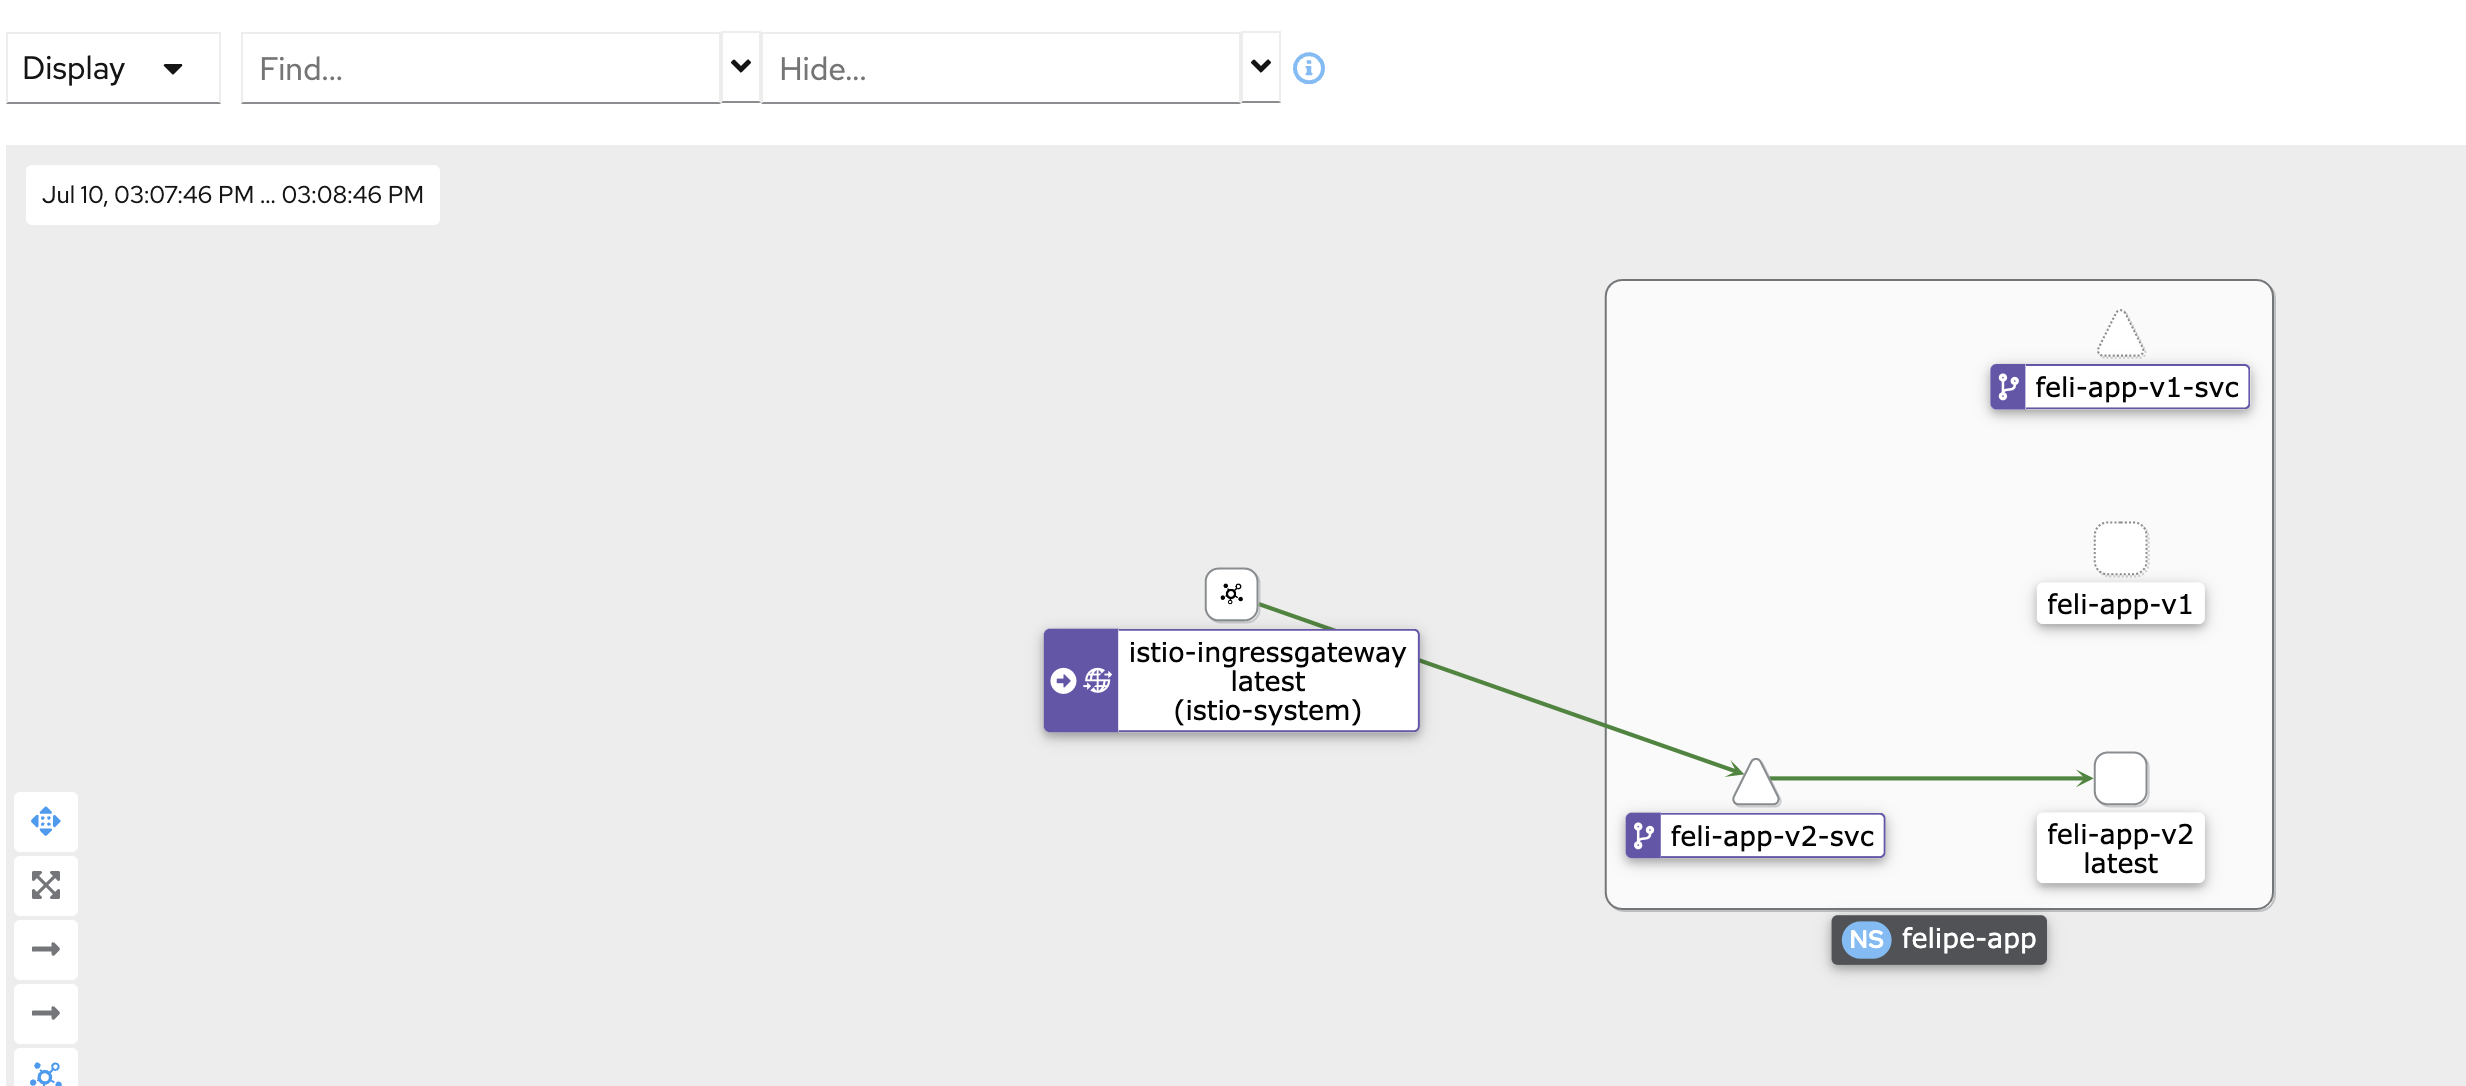 Display
Find...
Hide...
Jul 10, 03:07:46 PM ... 03:08:46 PM
feli-app-v1-svc
feli-app-v1
istio-ingressgateway
latest
(istio-system)
feli-app-v2-svc
feli-app-v2
latest
NS felipe-app